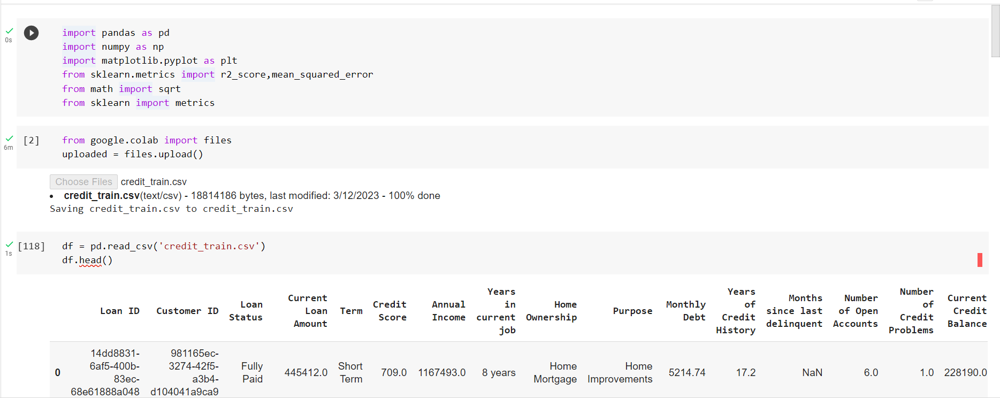 import pandas as pd
0s
import numpy as np
import matplotlib.pyplot as plt
from sklearn.metrics import r2_score,mean_squared_error
from math import sqrt
from sklearn import metrics
[2] from google.colab import files
6m
uploaded = files.upload()
Choose Files credit_train.csv
• credit_train.csv(text/csv) - 18814186 bytes, last modified: 3/12/2023 - 100% done
Saving credit_train.csv to credit_train.csv
[118] df = pd.read_csv('credit_train.csv')
1s
df.head()
Loan ID
Customer ID
Loan
Status
Current
Loan
Amount
Term
Credit
Score
Annual
Income
Years
in
current
job
Home
Ownership
Purpose
Monthly
Debt
Years
of
Credit
History
Months
since last
delinquent
Number
of Open
Accounts
Number
of
Credit
Problems
Current
Credit
Balance
0
14dd8831-
6af5-400b-
83ec-
68e61888a048
981165ec-
3274-42f5-
a3b4-
d104041a9ca9
Fully
Paid
445412.0
Short
Term
709.0
1167493.0
8 years
Home
Mortgage
Home
Improvements
5214.74
17.2
NaN
6.0
1.0
228190.0